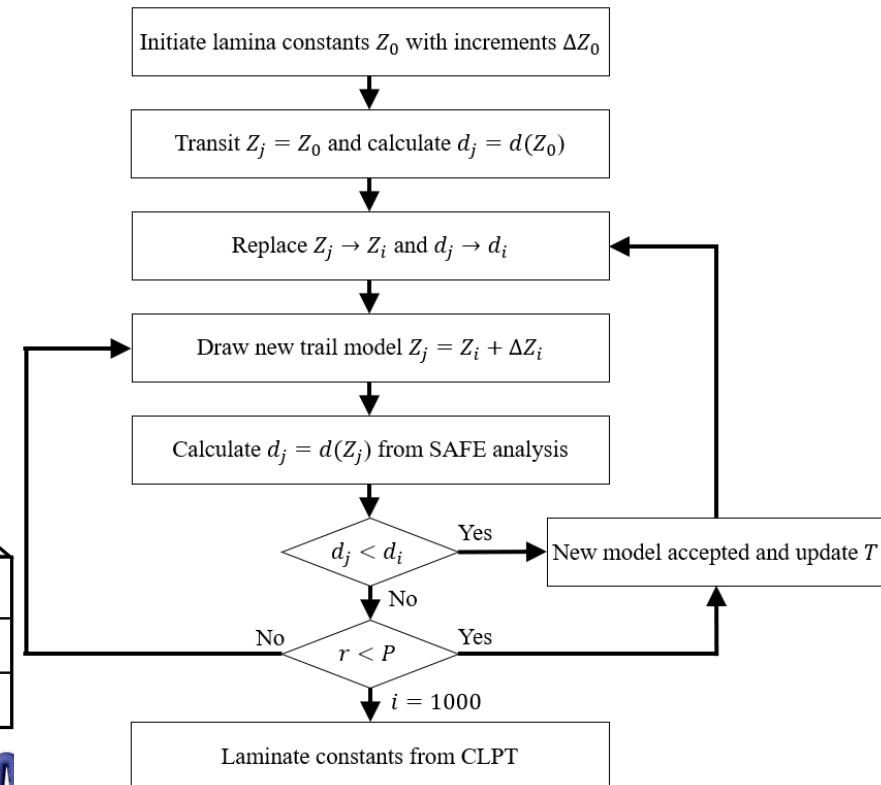 Initiate lamina constants Z₀ with increments ΔZ₀
Transit Zⱼ = Z₀ and calculate dⱼ = d(Z₀)
Replace Zⱼ → Zᵢ and dⱼ → dᵢ
Draw new trail model Zⱼ = Zᵢ + ΔZᵢ
Calculate dⱼ = d(Zⱼ) from SAFE analysis
dⱼ < dᵢ
Yes
New model accepted and update T
No
No
r < P
Yes
i = 1000
Laminate constants from CLPT